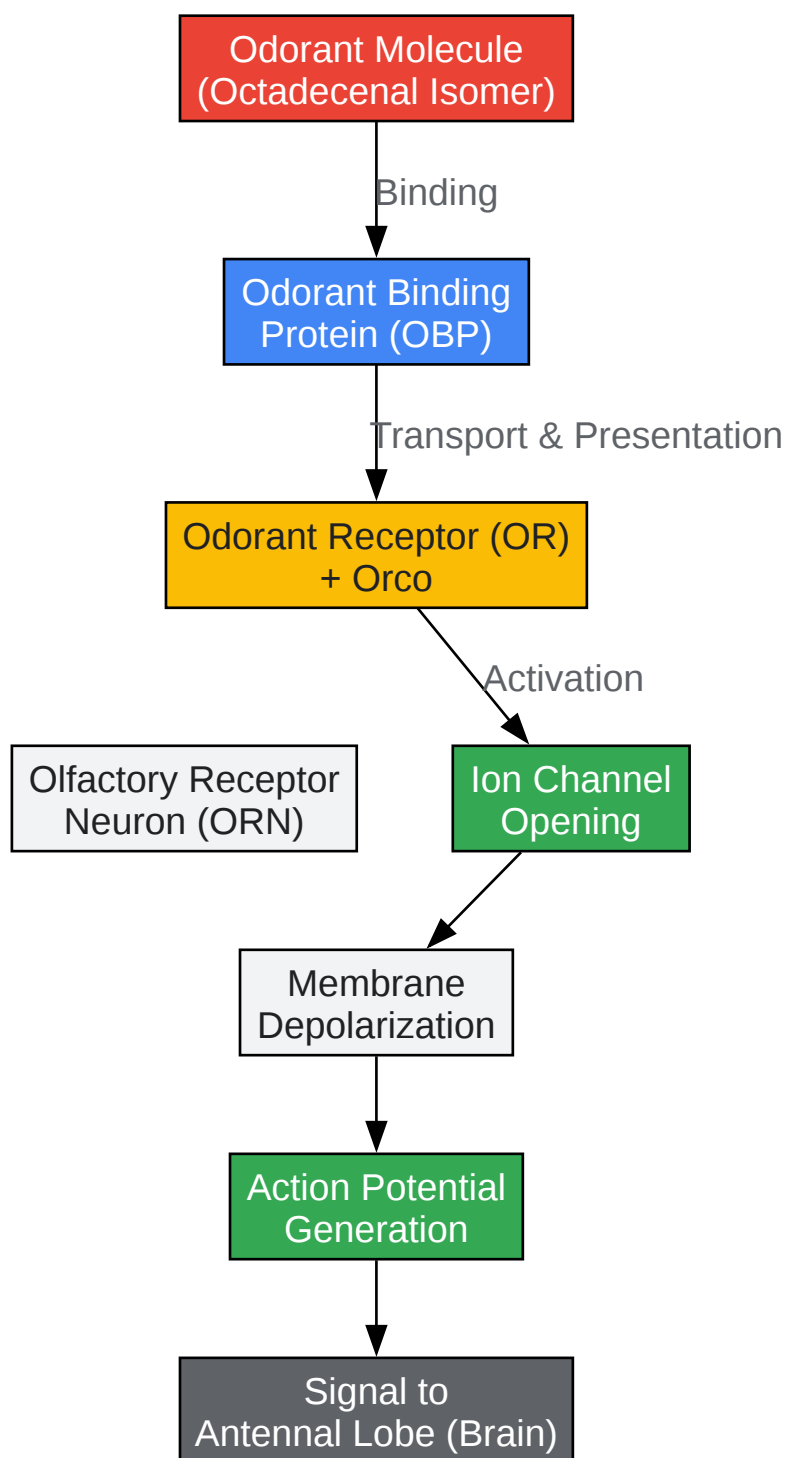 Odorant Molecule
(Octadecenal Isomer)
Binding
Odorant Binding
Protein (OBP)
Transport & Presentation
Odorant Receptor (OR)
+ Orco
Activation
Olfactory Receptor
Neuron (ORN)
Ion Channel
Opening
Membrane
Depolarization
Action Potential
Generation
Signal to
Antennal Lobe (Brain)